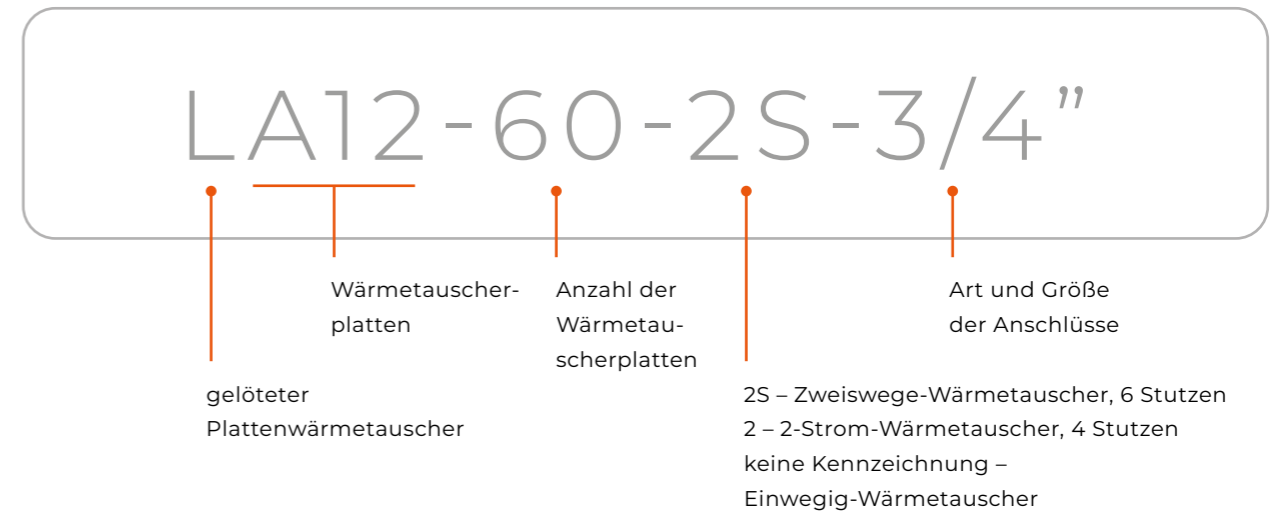 LA12-60-2S-3/4”
Wärmetauscher-
platten
Anzahl der
Wärmetau-
scherplatten
Art und Größe
der Anschlüsse
gelöteter
Plattenwärmetauscher
2S – Zweiswege-Wärmetauscher, 6 Stutzen
2 – 2-Strom-Wärmetauscher, 4 Stutzen
keine Kennzeichnung –
Einwegig-Wärmetauscher